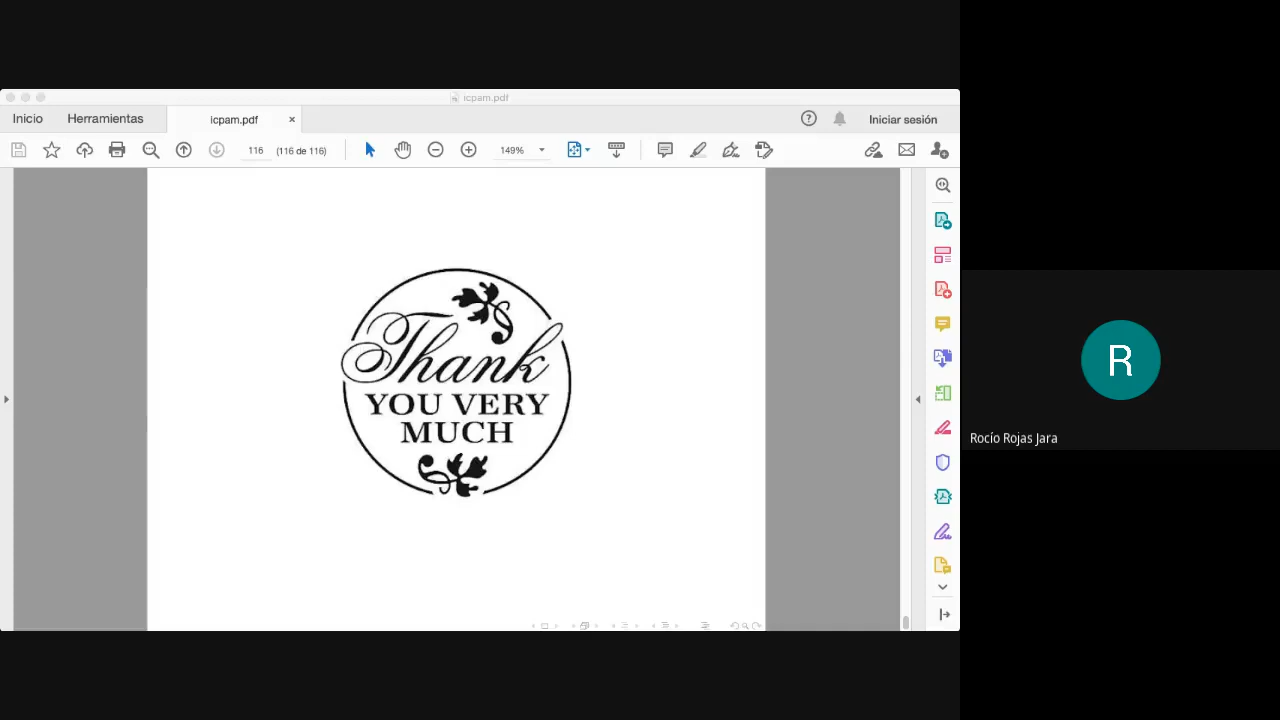 icpam.pdf
Inicio Herramientas icpam.pdf × Iniciar sesión
116 (116 de 116) 149%
Thank
YOU VERY
MUCH
R
Rocío Rojas Jara